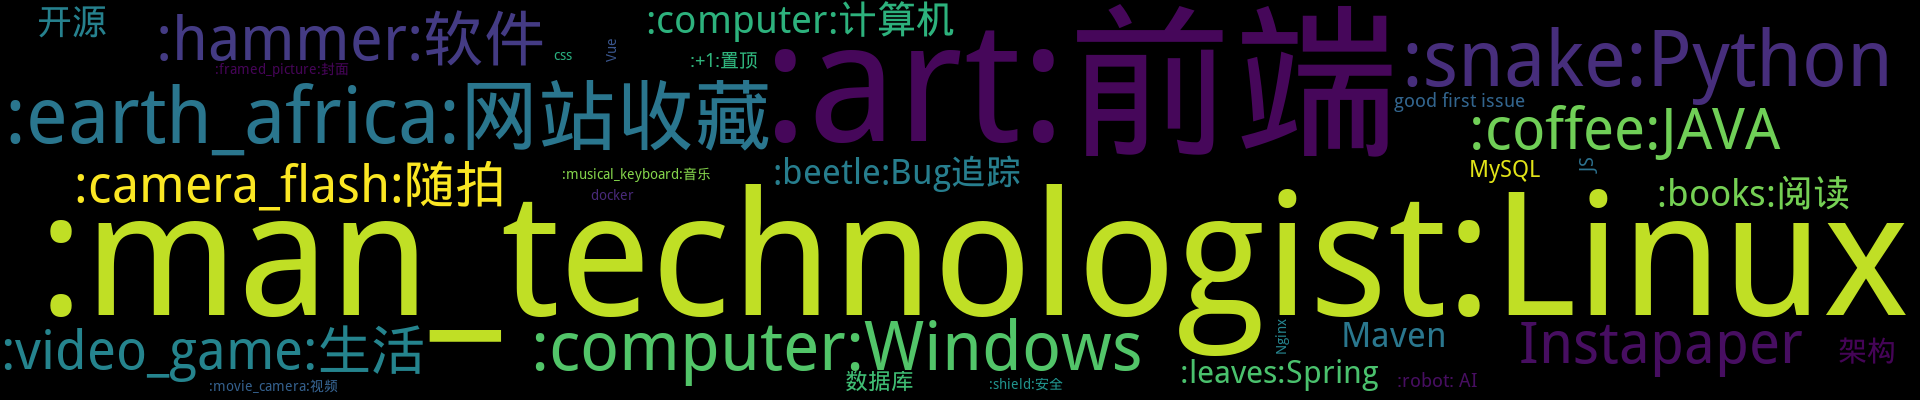 开源
:hammer:软件
:computer:计算机
:art:前端
:snake:Python
css
Vue
:+1:置顶
:framed_picture:封面
:earth_africa:网站收藏
good first issue
:coffee:JAVA
:camera_flash:随拍
:musical_keyboard:音乐
docker
:beetle:Bug追踪
MySQL
JS
:books:阅读
:man_technologist:Linux
:video_game:生活
:computer:Windows
Nginx
Maven
Instapaper
架构
:movie_camera:视频
数据库
:shield:安全
:leaves:Spring
:robot: AI